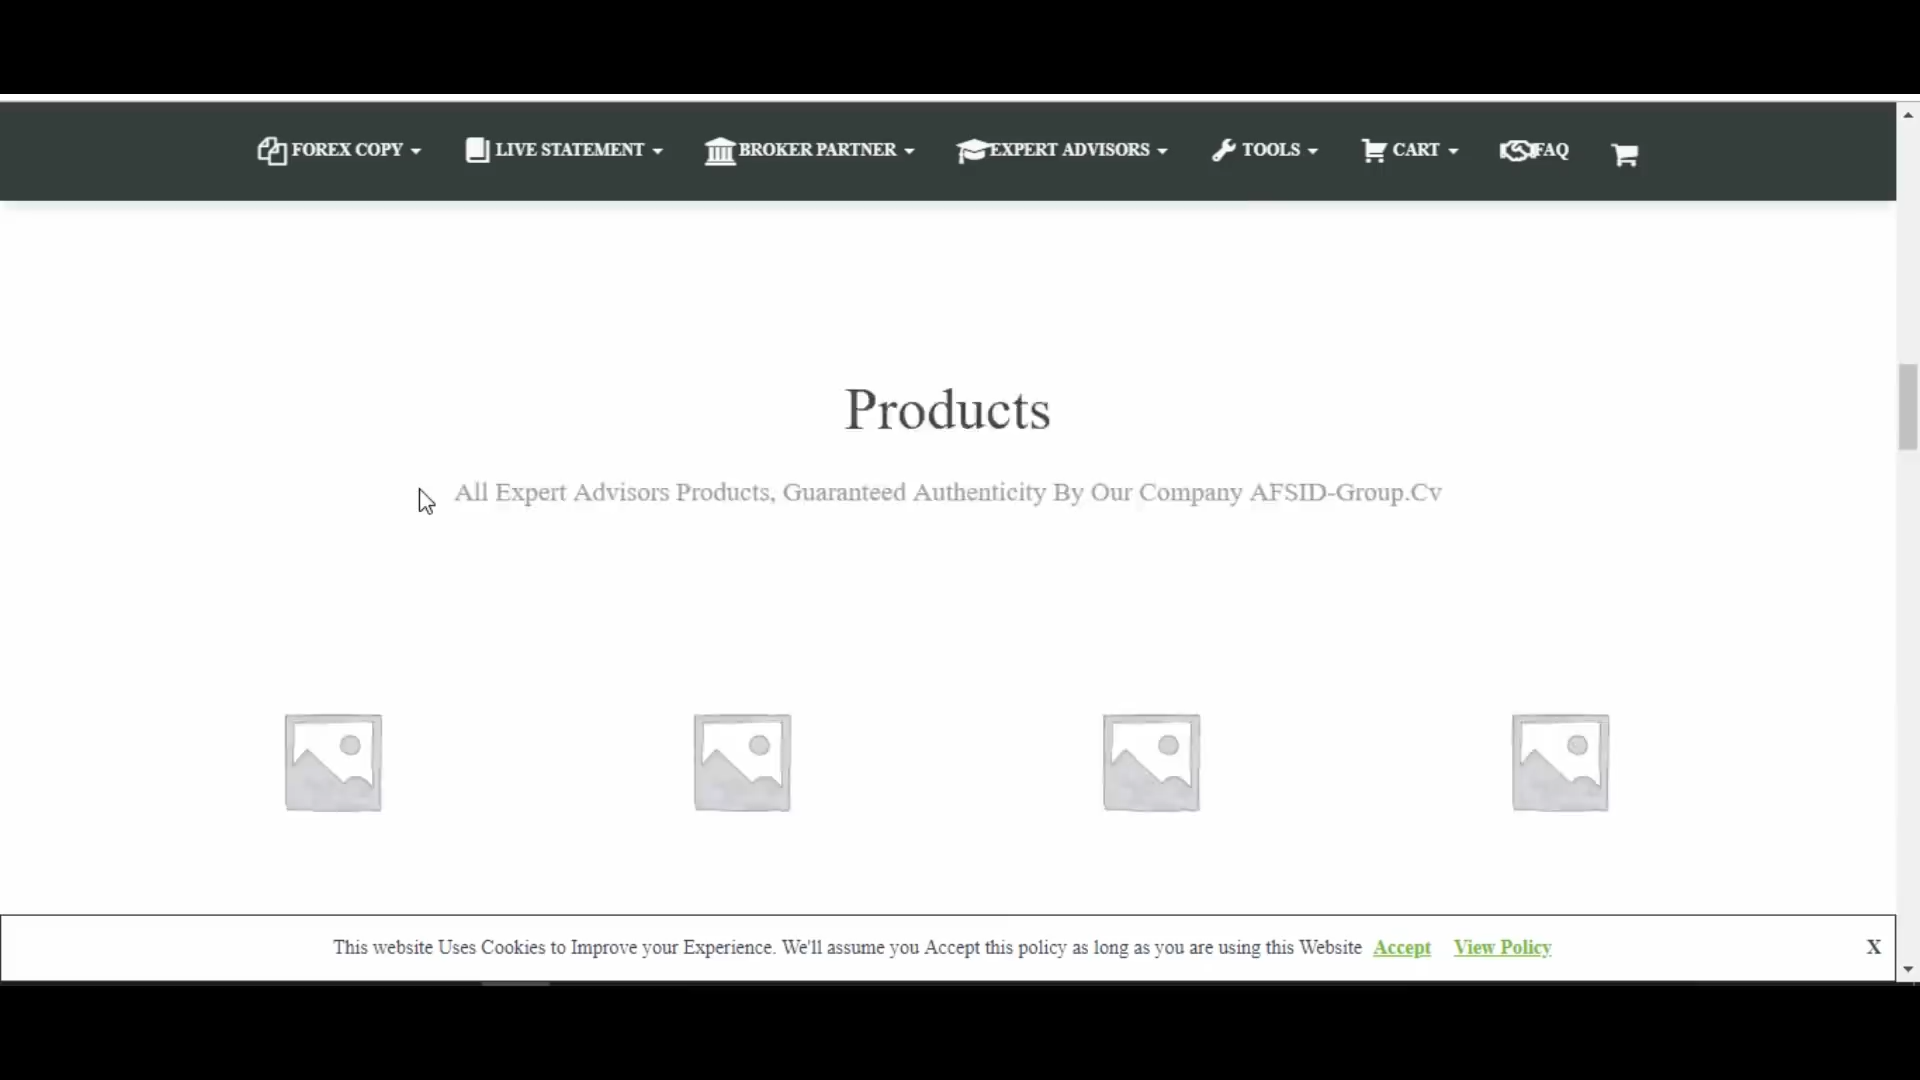 FOREX COPY LIVE STATEMENT BROKER PARTNER EXPERT ADVISORS TOOLS CART FAQ
Products
All Expert Advisors Products, Guaranteed Authenticity By Our Company AFSID-Group.Cv
This website Uses Cookies to Improve your Experience. We'll assume you Accept this policy as long as you are using this Website Accept View Policy X